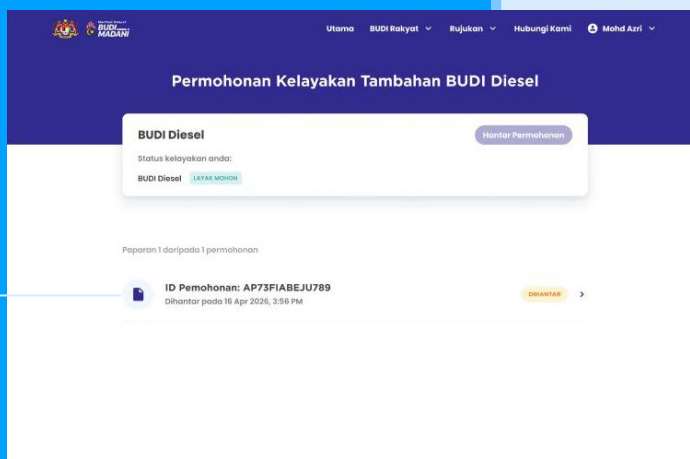 BUDI
MADANI
Utama BUDI Rakyat Rujukan Hubungi Kami Mohd Azri
Permohonan Kelayakan Tambahan BUDI Diesel
BUDI Diesel
Hantar Permohonan
Status kelayakan anda:
BUDI Diesel LAYAK MOHON
Paparan 1 daripada 1 permohonan
ID Pemohonan: AP73FIABEJU789
DIHANTAR
Dihantar pada 16 Apr 2026, 3:56 PM